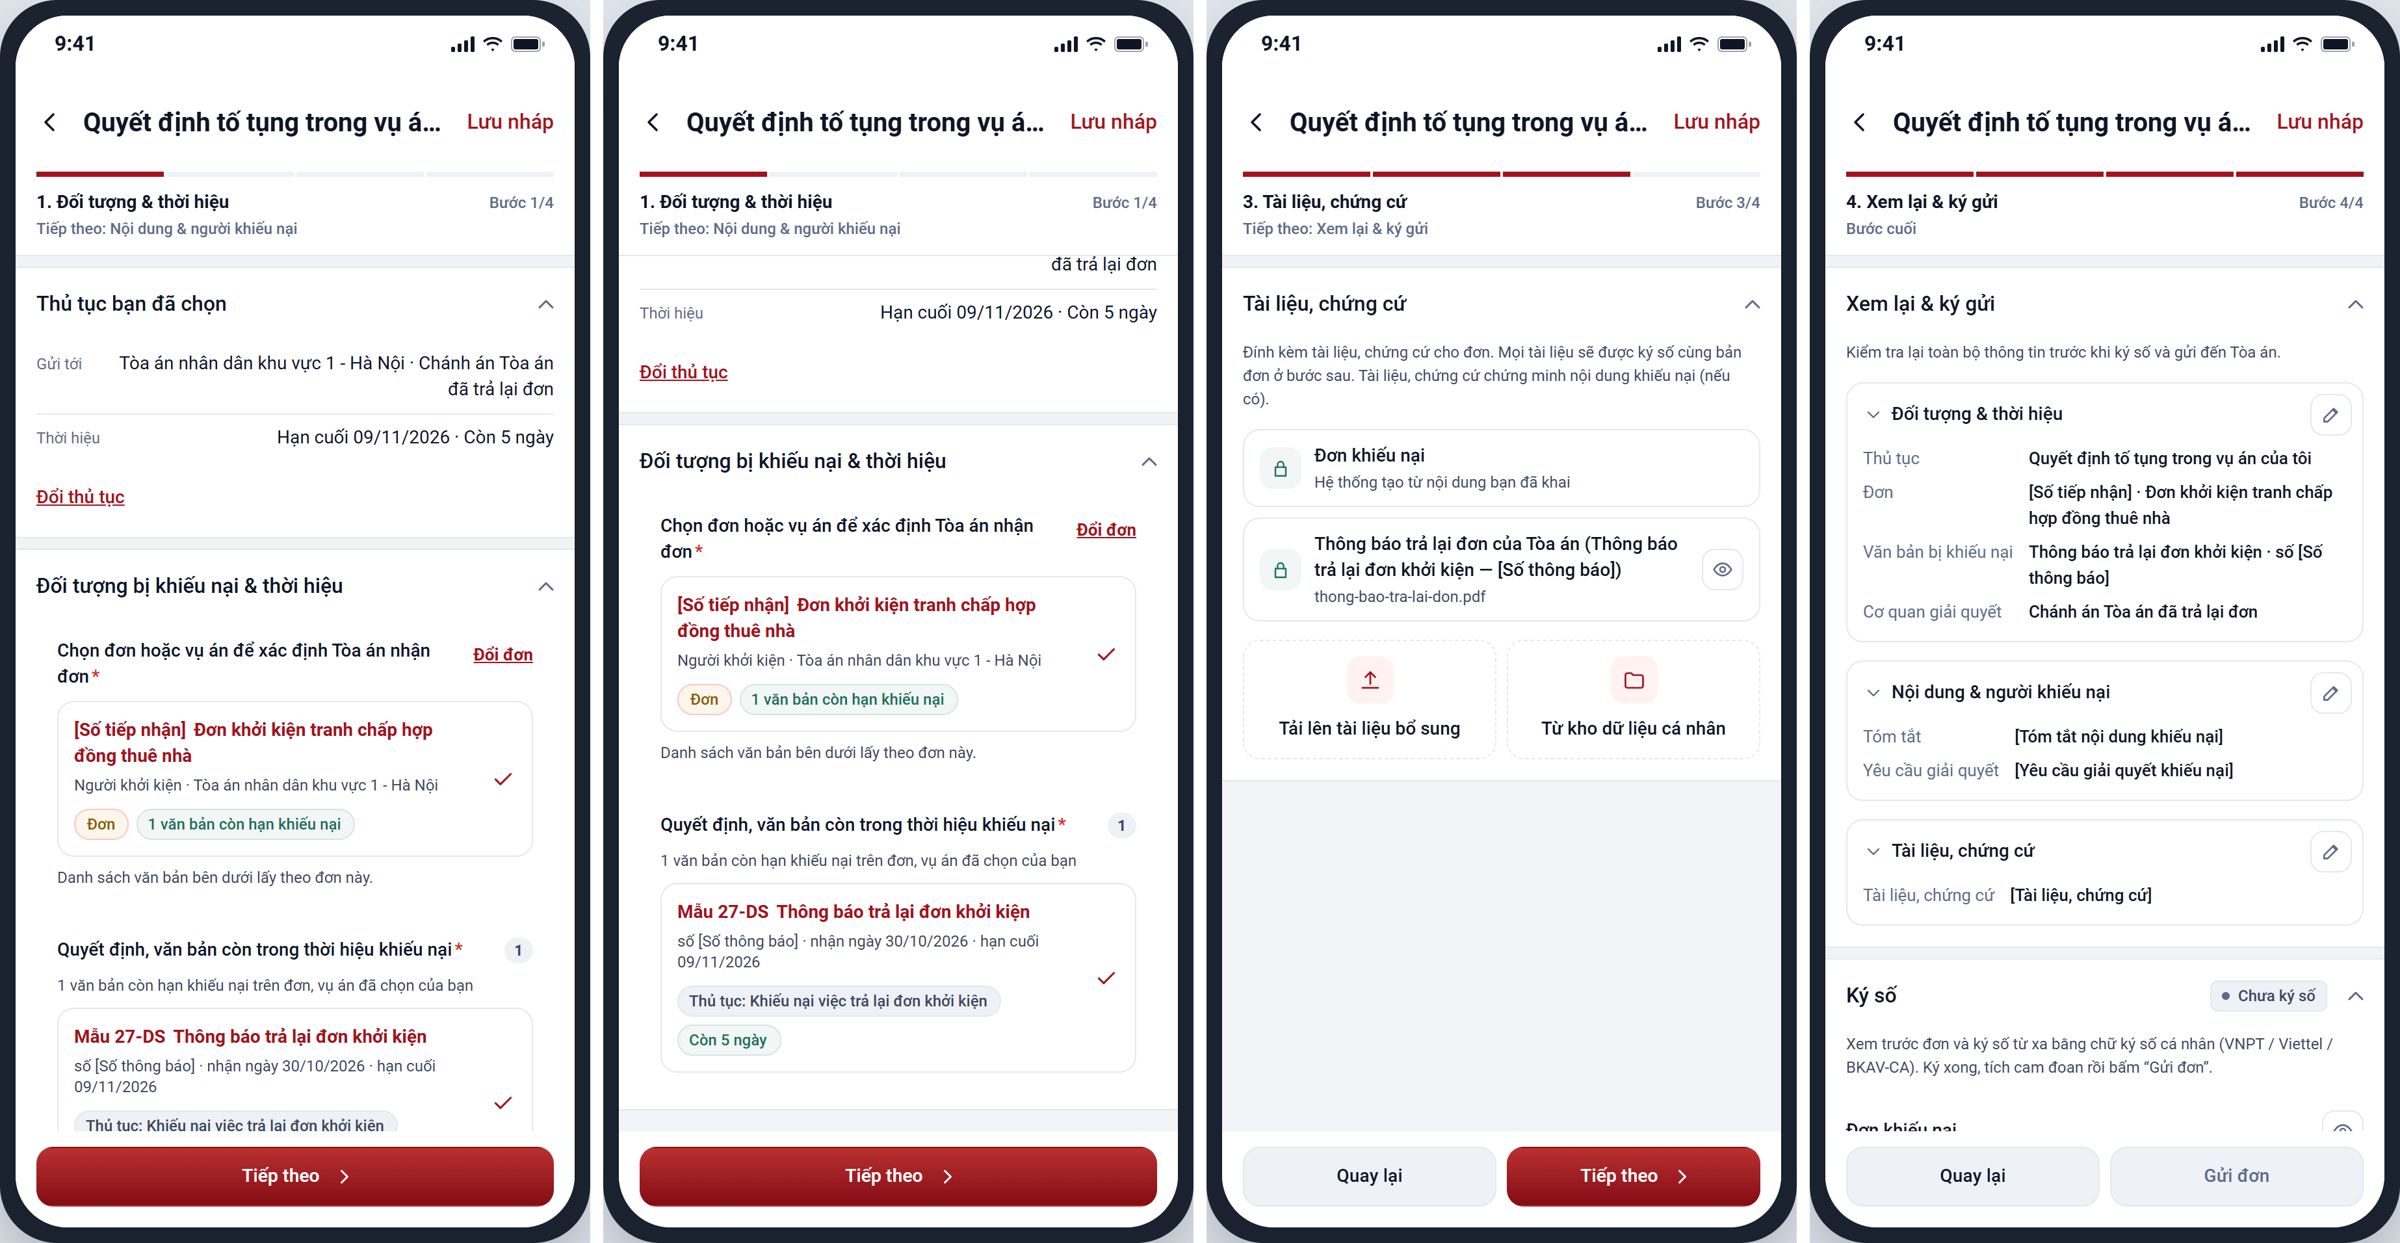 9:41
Quyết định tố tụng trong vụ á...
Lưu nháp
1. Đối tượng & thời hiệu
Bước 1/4
Tiếp theo: Nội dung & người khiếu nại
Thủ tục bạn đã chọn
Gửi tới
Tòa án nhân dân khu vực 1 - Hà Nội · Chánh án Tòa án
đã trả lại đơn
Thời hiệu
Hạn cuối 09/11/2026 · Còn 5 ngày
Đổi thủ tục
Đối tượng bị khiếu nại & thời hiệu
Chọn đơn hoặc vụ án để xác định Tòa án nhận
đơn*
Đổi đơn
[Số tiếp nhận] Đơn khởi kiện tranh chấp hợp
đồng thuê nhà
Người khởi kiện · Tòa án nhân dân khu vực 1 - Hà Nội
Đơn
1 văn bản còn hạn khiếu nại
Danh sách văn bản bên dưới lấy theo đơn này.
Quyết định, văn bản còn trong thời hiệu khiếu nại*
1
1 văn bản còn hạn khiếu nại trên đơn, vụ án đã chọn của bạn
Mẫu 27-DS Thông báo trả lại đơn khởi kiện
số [Số thông báo] · nhận ngày 30/10/2026 · hạn cuối
09/11/2026
Thủ tục: Khiếu nại việc trả lại đơn khởi kiện
Tiếp theo
9:41
Quyết định tố tụng trong vụ á...
Lưu nháp
1. Đối tượng & thời hiệu
Bước 1/4
Tiếp theo: Nội dung & người khiếu nại
đã trả lại đơn
Thời hiệu
Hạn cuối 09/11/2026 · Còn 5 ngày
Đổi thủ tục
Đối tượng bị khiếu nại & thời hiệu
Chọn đơn hoặc vụ án để xác định Tòa án nhận
đơn*
Đổi đơn
[Số tiếp nhận] Đơn khởi kiện tranh chấp hợp
đồng thuê nhà
Người khởi kiện · Tòa án nhân dân khu vực 1 - Hà Nội
Đơn
1 văn bản còn hạn khiếu nại
Danh sách văn bản bên dưới lấy theo đơn này.
Quyết định, văn bản còn trong thời hiệu khiếu nại*
1
1 văn bản còn hạn khiếu nại trên đơn, vụ án đã chọn của bạn
Mẫu 27-DS Thông báo trả lại đơn khởi kiện
số [Số thông báo] · nhận ngày 30/10/2026 · hạn cuối
09/11/2026
Thủ tục: Khiếu nại việc trả lại đơn khởi kiện
Còn 5 ngày
Tiếp theo
9:41
Quyết định tố tụng trong vụ á...
Lưu nháp
3. Tài liệu, chứng cứ
Bước 3/4
Tiếp theo: Xem lại & ký gửi
Tài liệu, chứng cứ
Đính kèm tài liệu, chứng cứ cho đơn. Mọi tài liệu sẽ được ký số cùng bản
đơn ở bước sau. Tài liệu, chứng cứ chứng minh nội dung khiếu nại (nếu
có).
Đơn khiếu nại
Hệ thống tạo từ nội dung bạn đã khai
Thông báo trả lại đơn của Tòa án (Thông báo
trả lại đơn khởi kiện — [Số thông báo])
thong-bao-tra-lai-don.pdf
Tải lên tài liệu bổ sung
Từ kho dữ liệu cá nhân
Quay lại
Tiếp theo
9:41
Quyết định tố tụng trong vụ á...
Lưu nháp
4. Xem lại & ký gửi
Bước 4/4
Bước cuối
Xem lại & ký gửi
Kiểm tra lại toàn bộ thông tin trước khi ký số và gửi đến Tòa án.
Đối tượng & thời hiệu
Thủ tục
Quyết định tố tụng trong vụ án của tôi
Đơn
[Số tiếp nhận] · Đơn khởi kiện tranh chấp
hợp đồng thuê nhà
Văn bản bị khiếu nại
Thông báo trả lại đơn khởi kiện · số [Số
thông báo]
Cơ quan giải quyết
Chánh án Tòa án đã trả lại đơn
Nội dung & người khiếu nại
Tóm tắt
[Tóm tắt nội dung khiếu nại]
Yêu cầu giải quyết
[Yêu cầu giải quyết khiếu nại]
Tài liệu, chứng cứ
Tài liệu, chứng cứ
[Tài liệu, chứng cứ]
Ký số
Chưa ký số
Xem trước đơn và ký số từ xa bằng chữ ký số cá nhân (VNPT / Viettel /
BKAV-CA). Ký xong, tích cam đoan rồi bấm “Gửi đơn”.
Đơn khiếu nại
Quay lại
Gửi đơn